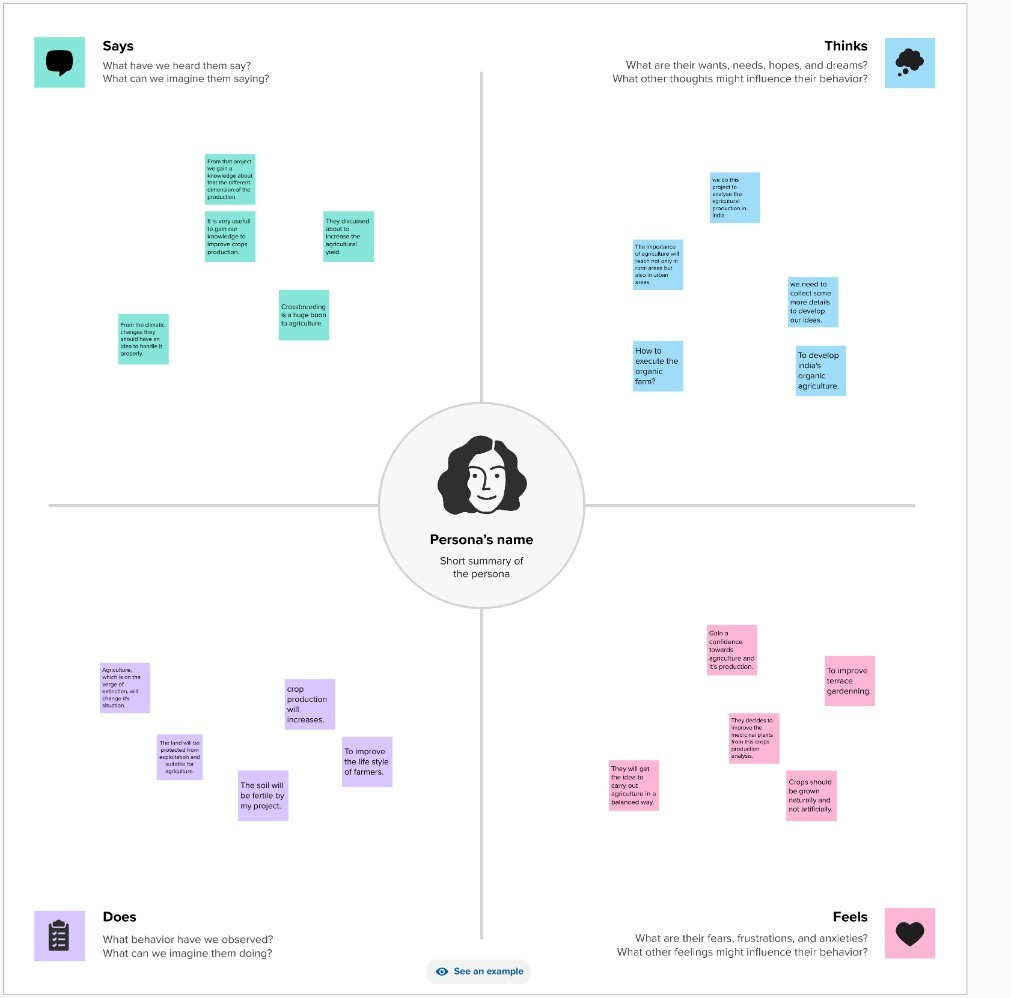 Says
What have we heard them say?
What can we imagine them saying?
Thinks
What are their wants, needs, hopes, and dreams?
What other thoughts might influence their behavior?
From that project
we gain a
knowledge about
that the different
dimension of the
production.
It is very usefull
to gain our
knowledge to
improve crops
production.
They discussed
about to
increase the
agricultural
yield.
Crossbreeding
is a huge boon
to agriculture.
From the climatic
changes they
should have an
idea to handle it
properly.
we do this
project to
analyse the
agricultural
production in
india
The importance
of agriculture will
reach not only in
rural areas but
also in urban
areas.
we need to
collect some
more details
to develop
our ideas.
How to
execute the
organic
farm?
To develop
india's
organic
agriculture.
Persona's name
Short summary of
the persona
Agriculture,
which is on the
verge of
extinction, will
change it's
situation.
crop
production
will
increases.
The land will be
protected from
exploitation and
suitable for
agriculture.
To improve
the life style
of farmers.
The soil will
be fertile by
my project.
Gain a
confidence
towards
agriculture and
it's production.
To improve
terrace
gardenning.
They decides to
improve the
medicinal plants
from this crops
production
analysis.
They will get
the idea to
carry out
agriculture in a
balanced way.
Crops should
be grown
naturally and
not artificially.
Does
What behavior have we observed?
What can we imagine them doing?
Feels
What are their fears, frustrations, and anxieties?
What other feelings might influence their behavior?
See an example